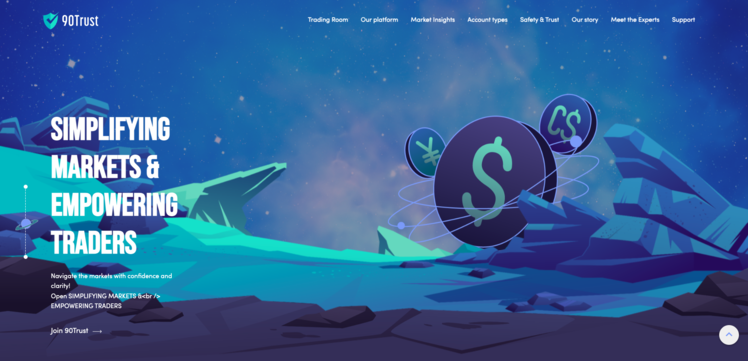 90Trust
Trading Room
Our platform
Market Insights
Account types
Safety & Trust
Our story
Meet the Experts
Support
SIMPLIFYING
MARKETS &
EMPOWERING
TRADERS
Navigate the markets with confidence and
clarity!
Open SIMPLIFYING MARKETS &<br />
EMPOWERING TRADERS
Join 90Trust →
¥
$
C$